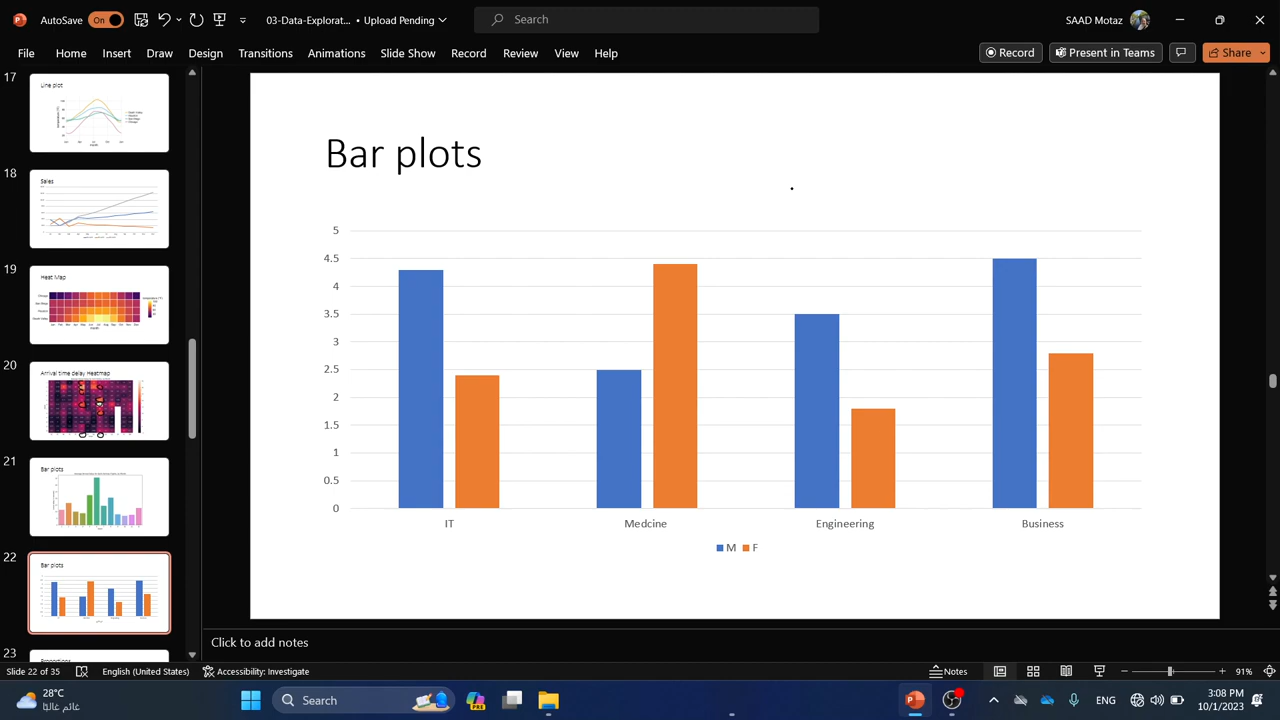 AutoSave On 03-Data-Explorat... • Upload Pending Search SAAD Motaz
File Home Insert Draw Design Transitions Animations Slide Show Record Review View Help Record Present in Teams Share
17
Line plot
18
Sales
19
Heat Map
20
Arrival time delay Heatmap
21
Bar plots
22
Bar plots
23
Proportions
Bar plots
5
4.5
4
3.5
3
2.5
2
1.5
1
0.5
0
IT Medcine Engineering Business
M F
Click to add notes
Slide 22 of 35 English (United States) Accessibility: Investigate Notes 91%
28°C
غائم غالبًا
Search
PRE
ENG
3:08 PM
10/1/2023